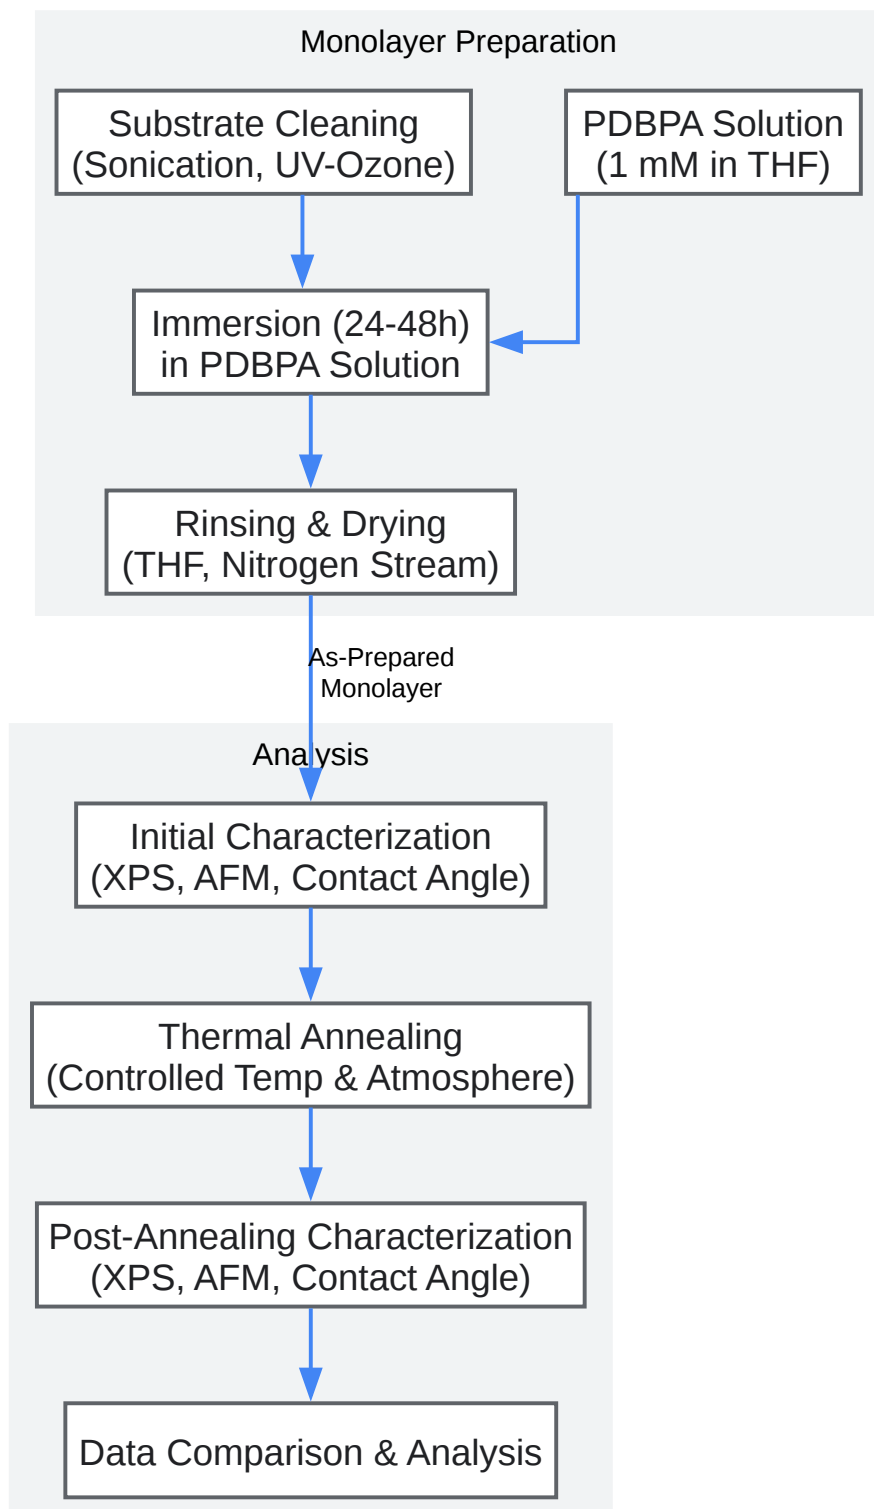 Monolayer Preparation
Substrate Cleaning
(Sonication, UV-Ozone)
PDBPA Solution
(1 mM in THF)
Immersion (24-48h)
in PDBPA Solution
Rinsing & Drying
(THF, Nitrogen Stream)
As-Prepared
Monolayer
Analysis
Initial Characterization
(XPS, AFM, Contact Angle)
Thermal Annealing
(Controlled Temp & Atmosphere)
Post-Annealing Characterization
(XPS, AFM, Contact Angle)
Data Comparison & Analysis